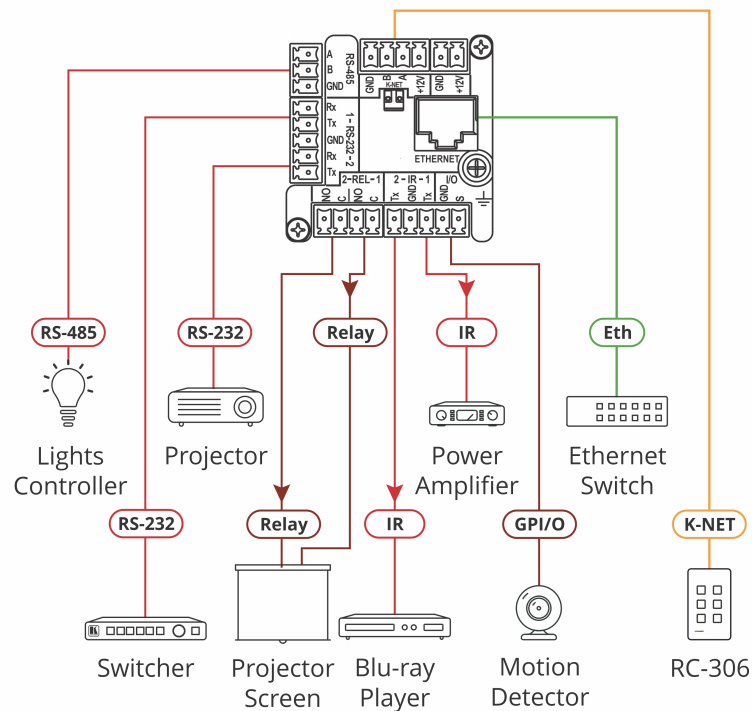 A
B
GND
RS-485
Rx
Tx
GND
Rx
Tx
1 - RS-232 - 2
GND
B
A
+12V
GND
+12V
K-NET
ETHERNET
2-REL-1
2 - IR - 1
I/O
NO
C
NO
C
Tx
GND
Tx
GND
S
RS-485
RS-232
Relay
IR
Eth
Lights
Controller
Projector
Power
Amplifier
Ethernet
Switch
RS-232
Relay
IR
GPI/O
K-NET
Switcher
Projector
Screen
Blu-ray
Player
Motion
Detector
RC-306